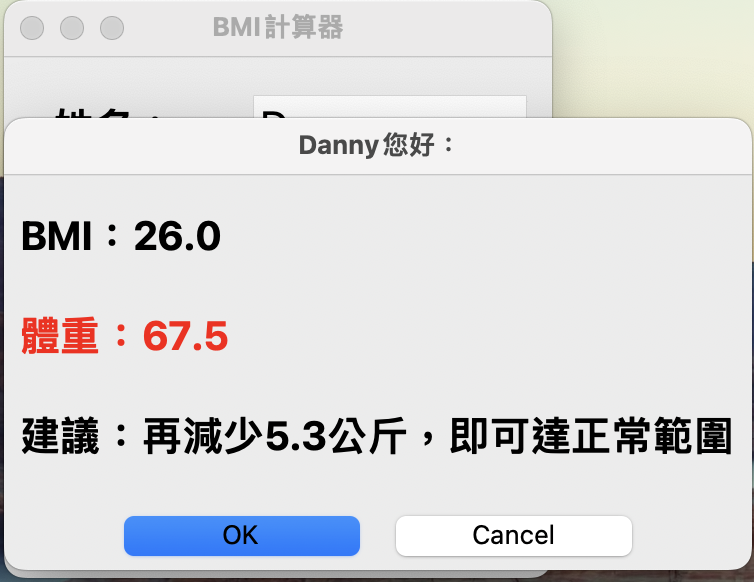 BMI計算器
姓名：
Danny您好：
BMI：26.0
體重：67.5
建議：再減少5.3公斤，即可達正常範圍
OK
Cancel